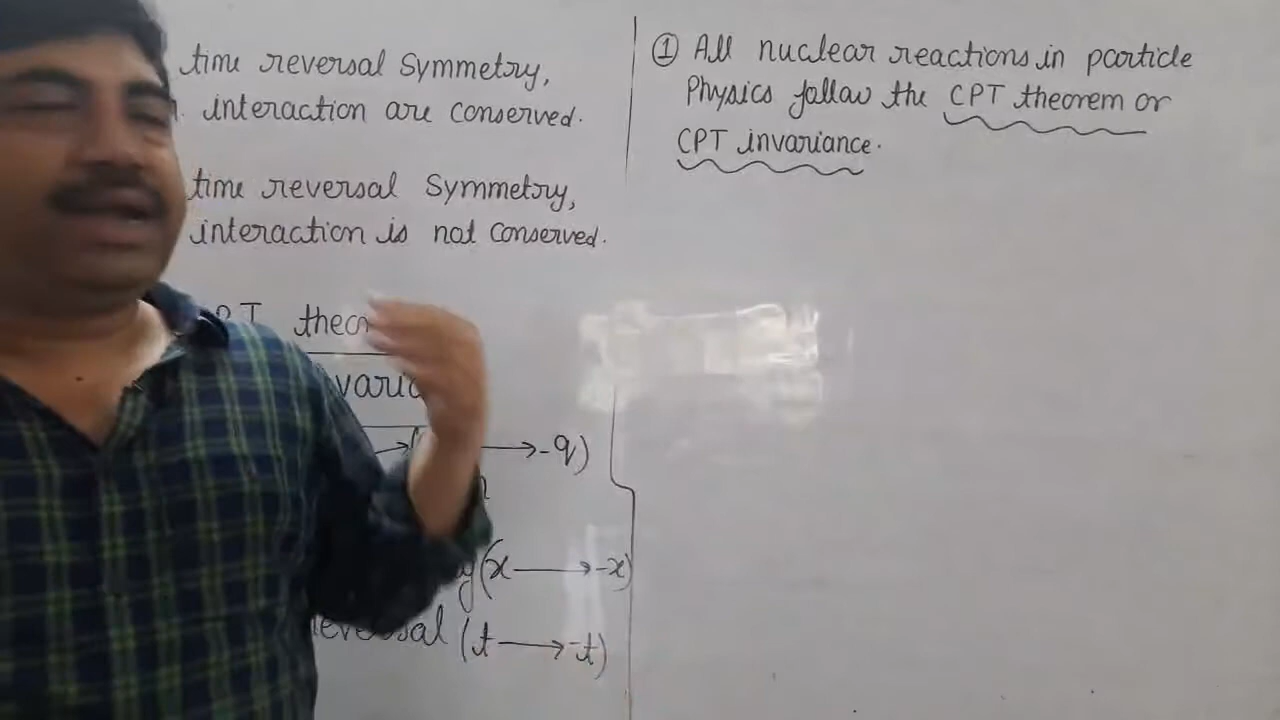 time reversal Symmetry,
interaction are conserved.
time reversal Symmetry,
interaction is not conserved.
theo
varia
→ ( → -q)
(x → -x)
reversal (t → -t)
① All nuclear reactions in particle
Physics follow the CPT theorem or
CPT invariance.